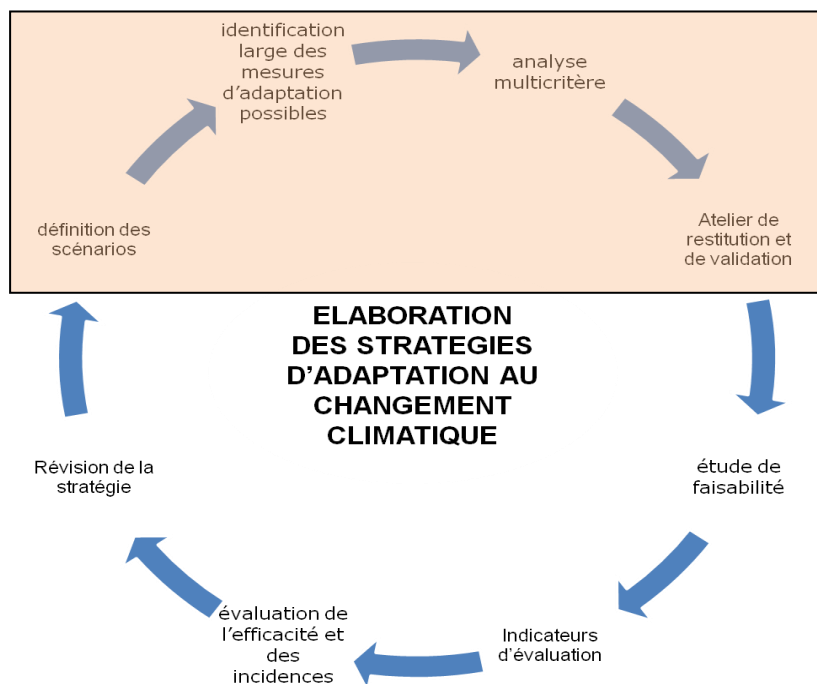 identification
large des
mesures
d'adaptation
possibles
analyse
multicritère
Atelier de
restitution et
de validation
définition des
scénarios
ELABORATION
DES STRATEGIES
D'ADAPTATION AU
CHANGEMENT
CLIMATIQUE
étude de
faisabilité
Indicateurs
d'évaluation
évaluation de
l'efficacité et
des
incidences
Révision de la
stratégie